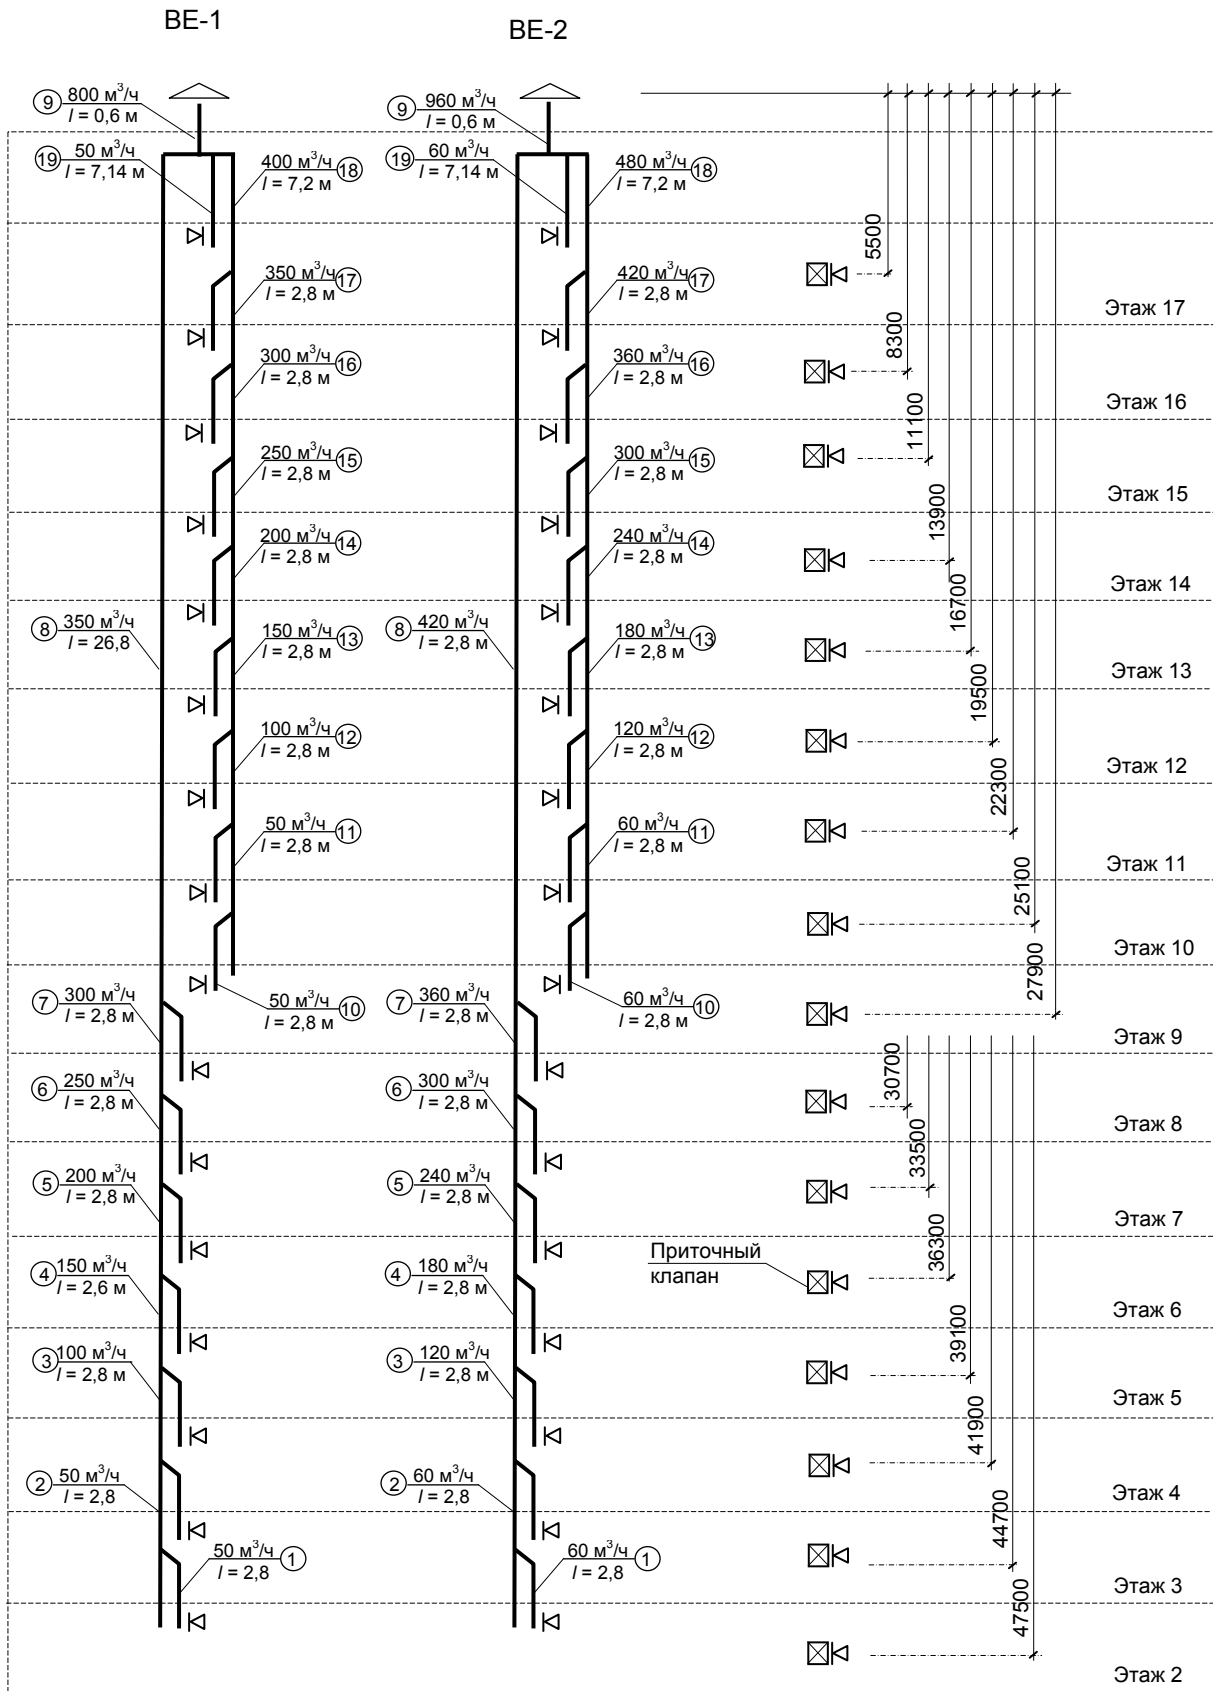 ВЕ-1
ВЕ-2
9 800 м³/ч
l = 0,6 м
9 960 м³/ч
l = 0,6 м
19 50 м³/ч
l = 7,14 м
400 м³/ч 18
l = 7,2 м
19 60 м³/ч
l = 7,14 м
480 м³/ч 18
l = 7,2 м
5500
350 м³/ч 17
l = 2,8 м
420 м³/ч 17
l = 2,8 м
Этаж 17
8300
300 м³/ч 16
l = 2,8 м
360 м³/ч 16
l = 2,8 м
Этаж 16
11100
250 м³/ч 15
l = 2,8 м
300 м³/ч 15
l = 2,8 м
Этаж 15
13900
200 м³/ч 14
l = 2,8 м
240 м³/ч 14
l = 2,8 м
Этаж 14
16700
8 350 м³/ч
l = 26,8
150 м³/ч 13
l = 2,8 м
8 420 м³/ч
l = 2,8 м
180 м³/ч 13
l = 2,8 м
Этаж 13
19500
100 м³/ч 12
l = 2,8 м
120 м³/ч 12
l = 2,8 м
Этаж 12
22300
50 м³/ч 11
l = 2,8 м
60 м³/ч 11
l = 2,8 м
Этаж 11
25100
Этаж 10
27900
7 300 м³/ч
l = 2,8 м
50 м³/ч 10
l = 2,8 м
7 360 м³/ч
l = 2,8 м
60 м³/ч 10
l = 2,8 м
Этаж 9
30700
6 250 м³/ч
l = 2,8 м
6 300 м³/ч
l = 2,8 м
Этаж 8
33500
5 200 м³/ч
l = 2,8 м
5 240 м³/ч
l = 2,8 м
Этаж 7
36300
4 150 м³/ч
l = 2,6 м
4 180 м³/ч
l = 2,8 м
Приточный
клапан
Этаж 6
39100
3 100 м³/ч
l = 2,8 м
3 120 м³/ч
l = 2,8 м
Этаж 5
41900
2 50 м³/ч
l = 2,8
2 60 м³/ч
l = 2,8
Этаж 4
44700
50 м³/ч 1
l = 2,8
60 м³/ч 1
l = 2,8
Этаж 3
47500
Этаж 2